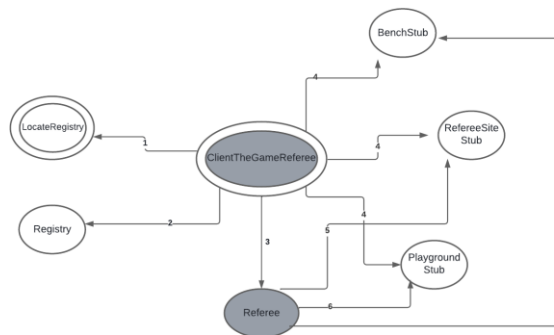 BenchStub
4
LocateRegistry
RefereeSite
Stub
1
ClientTheGameReferee
4
Registry
2
4
5
3
Playground
Stub
6
Referee